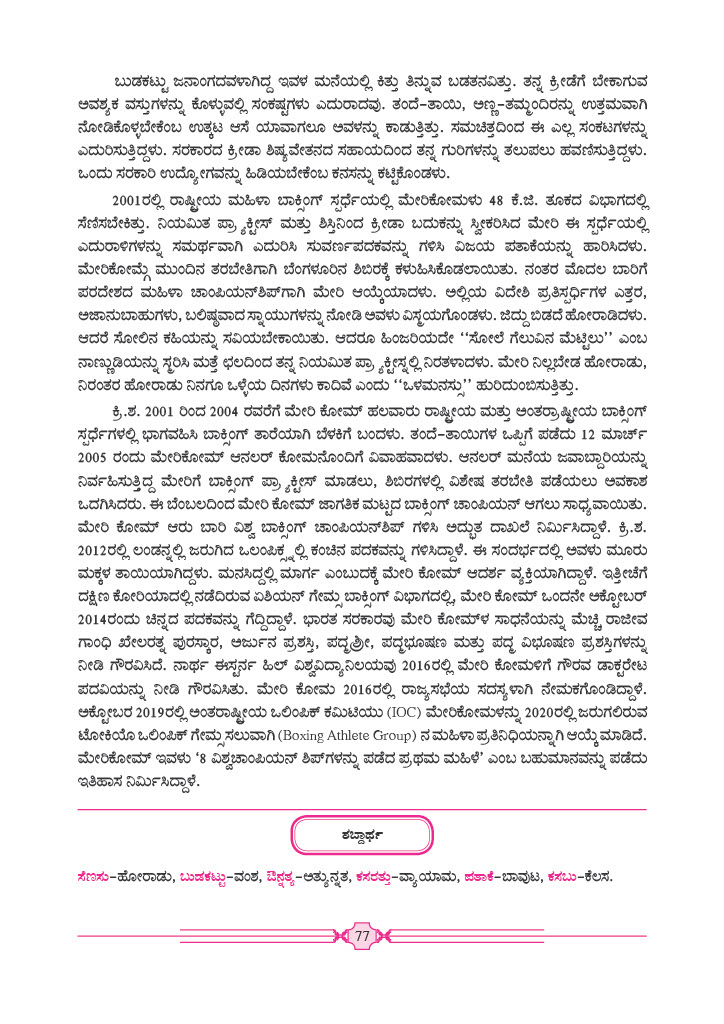 ಬುಡಕಟ್ಟು ಜನಾಂಗದವಳಾಗಿದ್ದ ಇವಳ ಮನೆಯಲ್ಲಿ ಕಿತ್ತು ತಿನ್ನುವ ಬಡತನವಿತ್ತು. ತನ್ನ ಕ್ರೀಡೆಗೆ ಬೇಕಾಗುವ
ಅವಶ್ಯಕ ವಸ್ತುಗಳನ್ನು ಕೊಳ್ಳುವಲ್ಲಿ ಸಂಕಷ್ಟಗಳು ಎದುರಾದವು. ತಂದೆ-ತಾಯಿ, ಅಣ್ಣ-ತಮ್ಮಂದಿರನ್ನು ಉತ್ತಮವಾಗಿ
ನೋಡಿಕೊಳ್ಳಬೇಕೆಂಬ ಉತ್ಕಟ ಆಸೆ ಯಾವಾಗಲೂ ಅವಳನ್ನು ಕಾಡುತ್ತಿತ್ತು. ಸಮಚಿತ್ತದಿಂದ ಈ ಎಲ್ಲ ಸಂಕಟಗಳನ್ನು
ಎದುರಿಸುತ್ತಿದ್ದಳು. ಸರಕಾರದ ಕ್ರೀಡಾ ಶಿಷ್ಯವೇತನದ ಸಹಾಯದಿಂದ ತನ್ನ ಗುರಿಗಳನ್ನು ತಲುಪಲು ಹವಣಿಸುತ್ತಿದ್ದಳು.
ಒಂದು ಸರಕಾರಿ ಉದ್ಯೋಗವನ್ನು ಹಿಡಿಯಬೇಕೆಂಬ ಕನಸನ್ನು ಕಟ್ಟಿಕೊಂಡಳು.
2001ರಲ್ಲಿ ರಾಷ್ಟ್ರೀಯ ಮಹಿಳಾ ಬಾಕ್ಸಿಂಗ್ ಸ್ಪರ್ಧೆಯಲ್ಲಿ ಮೇರಿಕೋಮಳು 48 ಕೆ.ಜಿ. ತೂಕದ ವಿಭಾಗದಲ್ಲಿ
ಸೆಣಿಸಬೇಕಿತ್ತು. ನಿಯಮಿತ ಪ್ರ್ಯಾಕ್ಟೀಸ್ ಮತ್ತು ಶಿಸ್ತಿನಿಂದ ಕ್ರೀಡಾ ಬದುಕನ್ನು ಸ್ವೀಕರಿಸಿದ ಮೇರಿ ಈ ಸ್ಪರ್ಧೆಯಲ್ಲಿ
ಎದುರಾಳಿಗಳನ್ನು ಸಮರ್ಥವಾಗಿ ಎದುರಿಸಿ ಸುವರ್ಣಪದಕವನ್ನು ಗಳಿಸಿ ವಿಜಯ ಪತಾಕೆಯನ್ನು ಹಾರಿಸಿದಳು.
ಮೇರಿಕೋಮ್ಗೆ ಮುಂದಿನ ತರಬೇತಿಗಾಗಿ ಬೆಂಗಳೂರಿನ ಶಿಬಿರಕ್ಕೆ ಕಳುಹಿಸಿಕೊಡಲಾಯಿತು. ನಂತರ ಮೊದಲ ಬಾರಿಗೆ
ಪರದೇಶದ ಮಹಿಳಾ ಚಾಂಪಿಯನ್‌ಶಿಪ್‌ಗಾಗಿ ಮೇರಿ ಆಯ್ಕೆಯಾದಳು. ಅಲ್ಲಿಯ ವಿದೇಶಿ ಪ್ರತಿಸ್ಪರ್ಧಿಗಳ ಎತ್ತರ,
ಅಜಾನುಬಾಹುಗಳು, ಬಲಿಷ್ಠವಾದ ಸ್ನಾಯುಗಳನ್ನು ನೋಡಿ ಅವಳು ವಿಸ್ಮಯಗೊಂಡಳು. ಜಿದ್ದು ಬಿಡದೆ ಹೋರಾಡಿದಳು.
ಆದರೆ ಸೋಲಿನ ಕಹಿಯನ್ನು ಸವಿಯಬೇಕಾಯಿತು. ಆದರೂ ಹಿಂಜರಿಯದೇ ‘‘ಸೋಲೆ ಗೆಲುವಿನ ಮೆಟ್ಟಿಲು’’ ಎಂಬ
ನಾಣ್ಣುಡಿಯನ್ನು ಸ್ಮರಿಸಿ ಮತ್ತೆ ಛಲದಿಂದ ತನ್ನ ನಿಯಮಿತ ಪ್ರ್ಯಾಕ್ಟೀಸ್ನಲ್ಲಿ ನಿರತಳಾದಳು. ಮೇರಿ ನಿಲ್ಲಬೇಡ ಹೋರಾಡು,
ನಿರಂತರ ಹೋರಾಡು ನಿನಗೂ ಒಳ್ಳೆಯ ದಿನಗಳು ಕಾದಿವೆ ಎಂದು ‘‘ಒಳಮನಸ್ಸು’’ ಹುರಿದುಂಬಿಸುತ್ತಿತ್ತು.
ಕ್ರಿ.ಶ. 2001 ರಿಂದ 2004 ರವರೆಗೆ ಮೇರಿ ಕೋಮ್ ಹಲವಾರು ರಾಷ್ಟ್ರೀಯ ಮತ್ತು ಅಂತರ್ರಾಷ್ಟ್ರೀಯ ಬಾಕ್ಸಿಂಗ್
ಸ್ಪರ್ಧೆಗಳಲ್ಲಿ ಭಾಗವಹಿಸಿ ಬಾಕ್ಸಿಂಗ್ ತಾರೆಯಾಗಿ ಬೆಳಕಿಗೆ ಬಂದಳು. ತಂದೆ-ತಾಯಿಗಳ ಒಪ್ಪಿಗೆ ಪಡೆದು 12 ಮಾರ್ಚ್
2005 ರಂದು ಮೇರಿಕೋಮ್ ಆನಲರ್ ಕೋಮನೊಂದಿಗೆ ವಿವಾಹವಾದಳು. ಆನಲರ್ ಮನೆಯ ಜವಾಬ್ದಾರಿಯನ್ನು
ನಿರ್ವಹಿಸುತ್ತಿದ್ದ ಮೇರಿಗೆ ಬಾಕ್ಸಿಂಗ್ ಪ್ರ್ಯಾಕ್ಟೀಸ್ ಮಾಡಲು, ಶಿಬಿರಗಳಲ್ಲಿ ವಿಶೇಷ ತರಬೇತಿ ಪಡೆಯಲು ಅವಕಾಶ
ಒದಗಿಸಿದರು. ಈ ಬೆಂಬಲದಿಂದ ಮೇರಿ ಕೋಮ್ ಜಾಗತಿಕ ಮಟ್ಟದ ಬಾಕ್ಸಿಂಗ್ ಚಾಂಪಿಯನ್ ಆಗಲು ಸಾಧ್ಯವಾಯಿತು.
ಮೇರಿ ಕೋಮ್ ಆರು ಬಾರಿ ವಿಶ್ವ ಬಾಕ್ಸಿಂಗ್ ಚಾಂಪಿಯನ್‌ಶಿಪ್ ಗಳಿಸಿ ಅದ್ಭುತ ದಾಖಲೆ ನಿರ್ಮಿಸಿದ್ದಾಳೆ. ಕ್ರಿ.ಶ.
2012ರಲ್ಲಿ ಲಂಡನ್ನಲ್ಲಿ ಜರುಗಿದ ಒಲಂಪಿಕ್ಸ್ನಲ್ಲಿ ಕಂಚಿನ ಪದಕವನ್ನು ಗಳಿಸಿದ್ದಾಳೆ. ಈ ಸಂದರ್ಭದಲ್ಲಿ ಅವಳು ಮೂರು
ಮಕ್ಕಳ ತಾಯಿಯಾಗಿದ್ದಳು. ಮನಸಿದ್ದಲ್ಲಿ ಮಾರ್ಗ ಎಂಬುದಕ್ಕೆ ಮೇರಿ ಕೋಮ್ ಆದರ್ಶ ವ್ಯಕ್ತಿಯಾಗಿದ್ದಾಳೆ. ಇತ್ತೀಚೆಗೆ
ದಕ್ಷಿಣ ಕೋರಿಯಾದಲ್ಲಿ ನಡೆದಿರುವ ಏಶಿಯನ್ ಗೇಮ್ಸ ಬಾಕ್ಸಿಂಗ್ ವಿಭಾಗದಲ್ಲಿ, ಮೇರಿ ಕೋಮ್ ಒಂದನೇ ಅಕ್ಟೋಬರ್
2014ರಂದು ಚಿನ್ನದ ಪದಕವನ್ನು ಗೆದ್ದಿದ್ದಾಳೆ. ಭಾರತ ಸರಕಾರವು ಮೇರಿ ಕೋಮ್‌ಳ ಸಾಧನೆಯನ್ನು ಮೆಚ್ಚಿ ರಾಜೀವ
ಗಾಂಧಿ ಖೇಲರತ್ನ ಪುರಸ್ಕಾರ, ಅರ್ಜುನ ಪ್ರಶಸ್ತಿ, ಪದ್ಮಶ್ರೀ, ಪದ್ಮಭೂಷಣ ಮತ್ತು ಪದ್ಮ ವಿಭೂಷಣ ಪ್ರಶಸ್ತಿಗಳನ್ನು
ನೀಡಿ ಗೌರವಿಸಿದೆ. ನಾರ್ಥ ಈಸ್ಟರ್ನ ಹಿಲ್ ವಿಶ್ವವಿದ್ಯಾನಿಲಯವು 2016ರಲ್ಲಿ ಮೇರಿ ಕೋಮಳಿಗೆ ಗೌರವ ಡಾಕ್ಟರೇಟ
ಪದವಿಯನ್ನು ನೀಡಿ ಗೌರವಿಸಿತು. ಮೇರಿ ಕೋಮ 2016ರಲ್ಲಿ ರಾಜ್ಯಸಭೆಯ ಸದಸ್ಯಳಾಗಿ ನೇಮಕಗೊಂಡಿದ್ದಾಳೆ.
ಅಕ್ಟೋಬರ 2019ರಲ್ಲಿ ಅಂತರಾಷ್ಟ್ರೀಯ ಒಲಿಂಪಿಕ್ ಕಮಿಟಿಯು (IOC) ಮೇರಿಕೋಮಳನ್ನು 2020ರಲ್ಲಿ ಜರುಗಲಿರುವ
ಟೋಕಿಯೊ ಒಲಿಂಪಿಕ್ ಗೇಮ್ಸ ಸಲುವಾಗಿ (Boxing Athlete Group) ನ ಮಹಿಳಾ ಪ್ರತಿನಿಧಿಯನ್ನಾಗಿ ಆಯ್ಕೆ ಮಾಡಿದೆ.
ಮೇರಿಕೋಮ್ ಇವಳು ‘8 ವಿಶ್ವಚಾಂಪಿಯನ್ ಶಿಪ್‌ಗಳನ್ನು ಪಡೆದ ಪ್ರಥಮ ಮಹಿಳೆ’ ಎಂಬ ಬಹುಮಾನವನ್ನು ಪಡೆದು
ಇತಿಹಾಸ ನಿರ್ಮಿಸಿದ್ದಾಳೆ.
ಶಬ್ದಾರ್ಥ
ಸೆಣಸು-ಹೋರಾಡು, ಬುಡಕಟ್ಟು-ವಂಶ, ಔನ್ನತ್ಯ-ಅತ್ಯುನ್ನತ, ಕಸರತ್ತು-ವ್ಯಾಯಾಮ, ಪತಾಕೆ-ಬಾವುಟ, ಕಸಬು-ಕೆಲಸ.
77